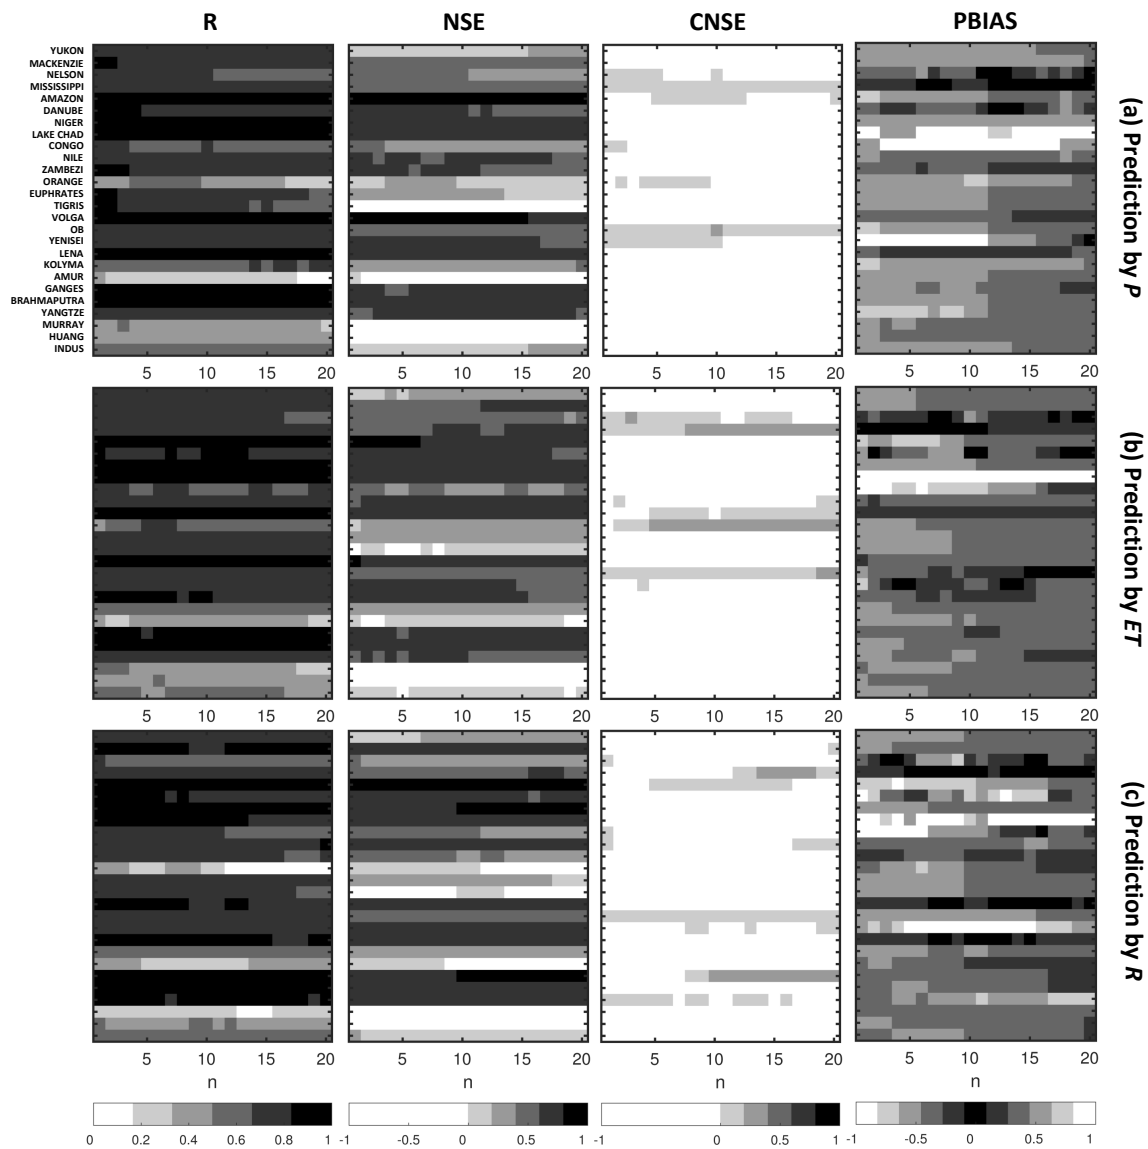 R NSE CNSE PBIAS
YUKON
MACKENZIE
NELSON
MISSISSIPPI
AMAZON
DANUBE
NIGER
LAKE CHAD
CONGO
NILE
ZAMBEZI
ORANGE
EUPHRATES
TIGRIS
VOLGA
OB
YENISEI
LENA
KOLYMA
AMUR
GANGES
BRAHMAPUTRA
YANGTZE
MURRAY
HUANG
INDUS
(a) Prediction by P
5 10 15 20 5 10 15 20 5 10 15 20 5 10 15 20
(b) Prediction by ET
5 10 15 20 5 10 15 20 5 10 15 20 5 10 15 20
(c) Prediction by R
5 10 15 20 5 10 15 20 5 10 15 20 5 10 15 20
n n n n
0 0.2 0.4 0.6 0.8 1 -1 -0.5 0 0.5 1 -1 0 0.5 1 -1 -0.5 0 0.5 1